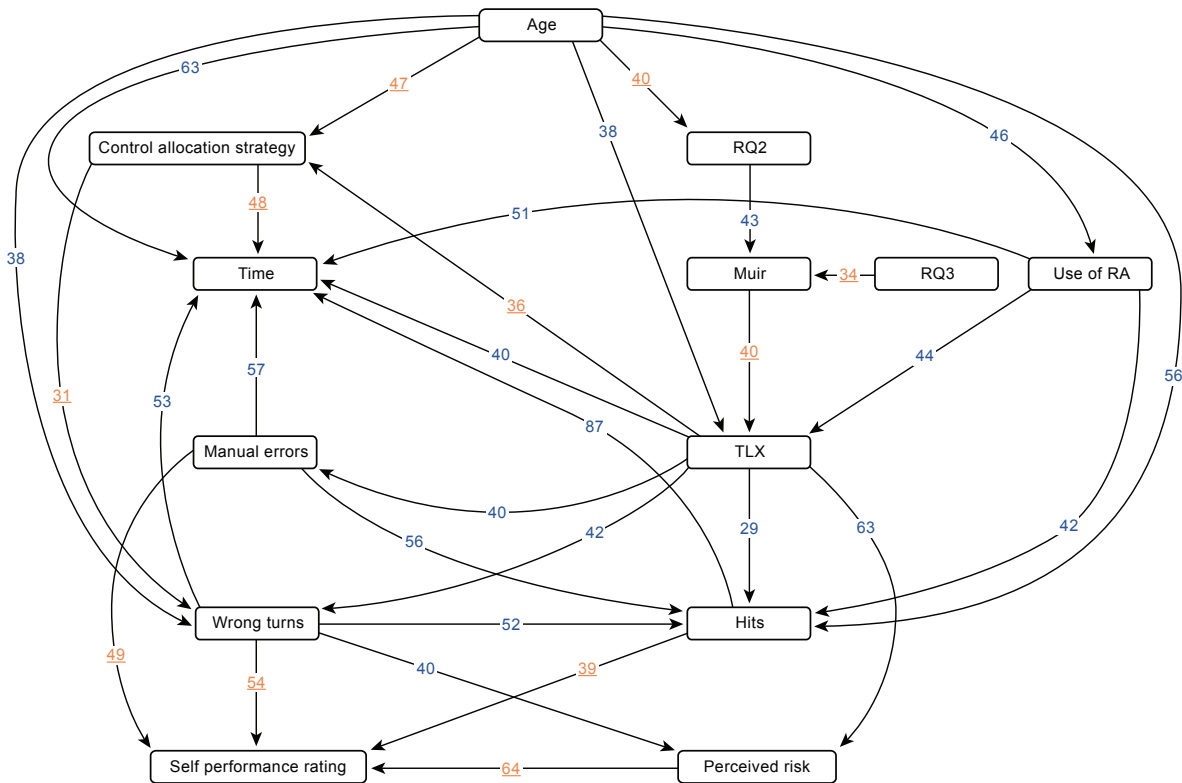 Age
63
47
40
38
46
Control allocation strategy
RQ2
48
43
51
38
Time
Muir
34
RQ3
Use of RA
56
36
40
40
44
57
53
31
87
Manual errors
TLX
40
56
42
29
63
42
Wrong turns
52
Hits
49
54
40
39
Self performance rating
64
Perceived risk